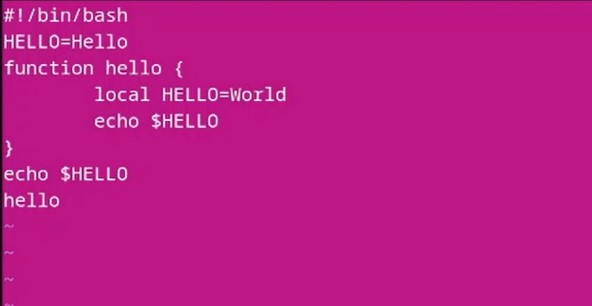 #!/bin/bash
HELLO=Hello
function hello {
        local HELLO=World
        echo $HELLO
}
echo $HELLO
hello
~
~
~
~